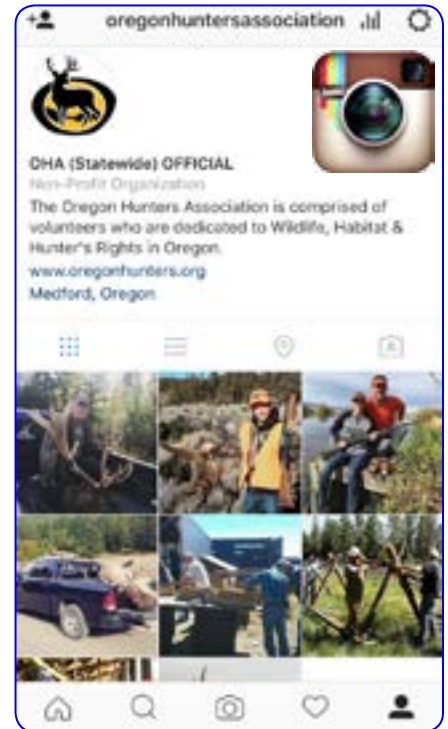 oregonhuntersassociation
OHA (Statewide) OFFICIAL
Non-Profit Organization
The Oregon Hunters Association is comprised of
volunteers who are dedicated to Wildlife, Habitat &
Hunter's Rights in Oregon.
www.oregonhunters.org
Medford, Oregon